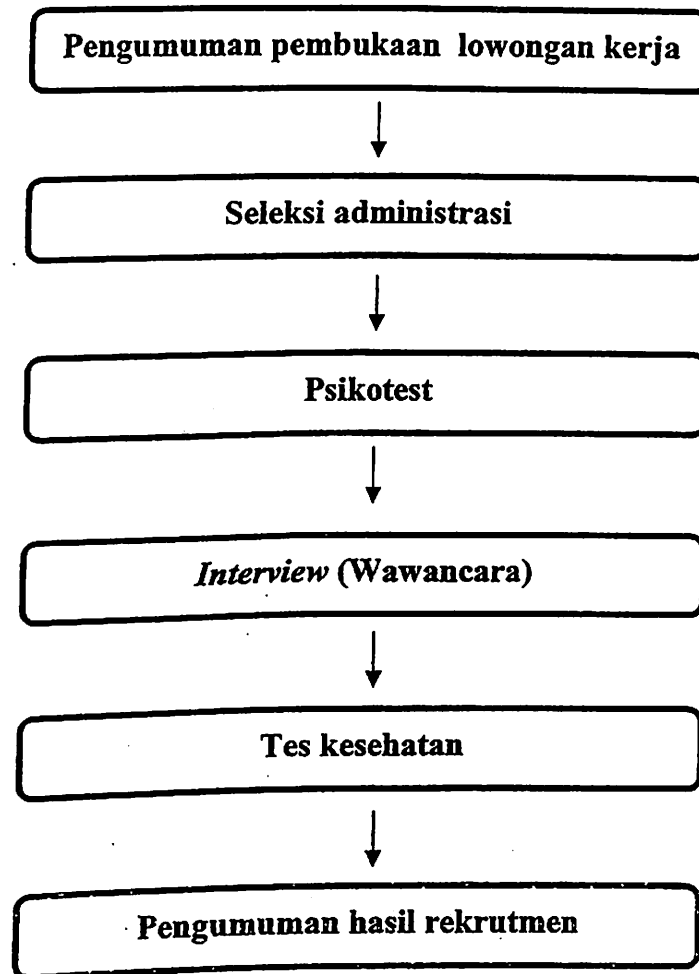 Pengumuman pembukaan lowongan kerja
Seleksi administrasi
Psikotest
Interview (Wawancara)
Tes kesehatan
Pengumuman hasil rekrutmen